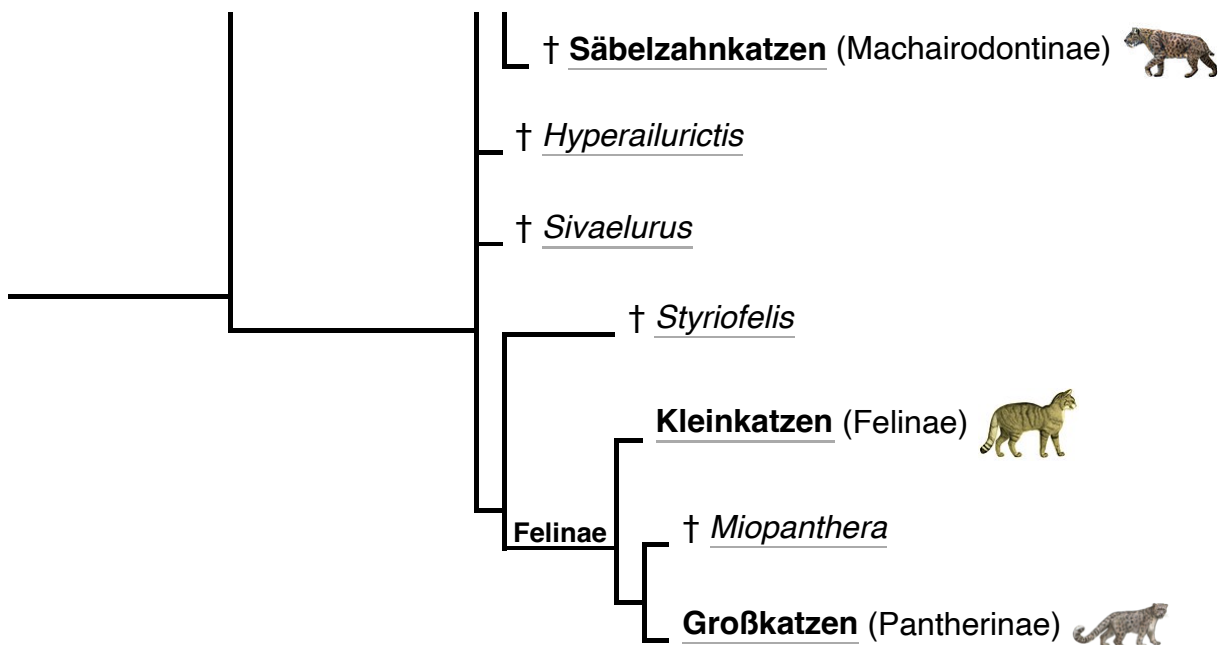 † Säbelzahnkatzen (Machairodontinae)
† Hyperailurictis
† Sivaelurus
† Styriofelis
Kleinkatzen (Felinae)
Felinae
† Miopanthera
Großkatzen (Pantherinae)